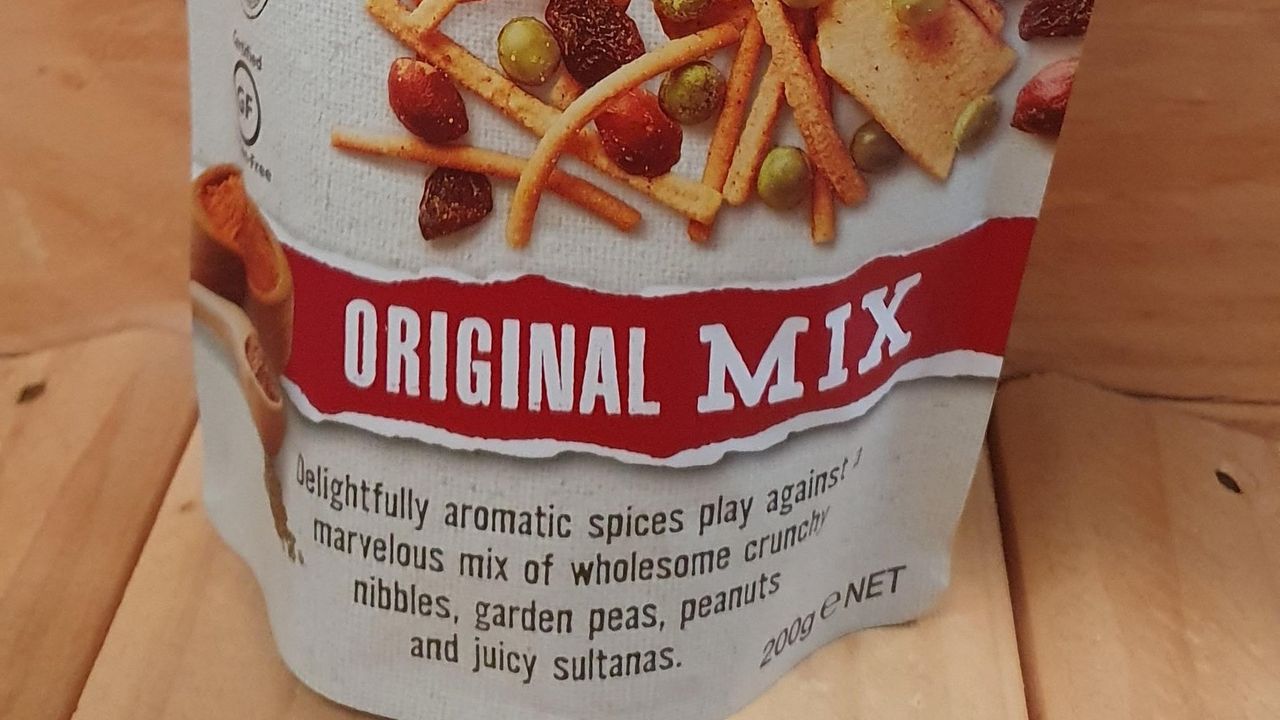 Certified
GF
-Free
ORIGINAL MIX
Delightfully aromatic spices play against a
marvelous mix of wholesome crunchy
nibbles, garden peas, peanuts
and juicy sultanas.
200g e NET